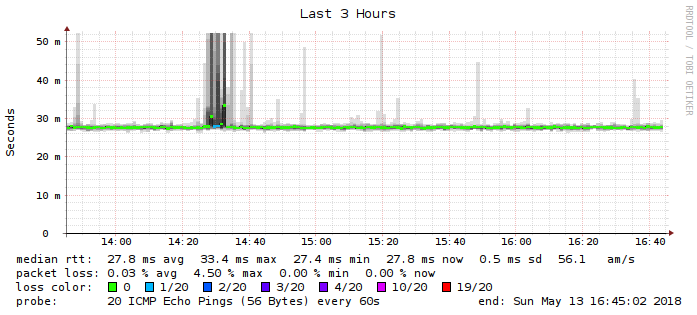 Last 3 Hours
RRDTOOL / TOBI OETIKER
Seconds
50 m
40 m
30 m
20 m
10 m
0
14:00 14:20 14:40 15:00 15:20 15:40 16:00 16:20 16:40
median rtt: 27.8 ms avg 33.4 ms max 27.4 ms min 27.8 ms now 0.5 ms sd 56.1 am/s
packet loss: 0.03 % avg 4.50 % max 0.00 % min 0.00 % now
loss color: 0 1/20 2/20 3/20 4/20 10/20 19/20
probe: 20 ICMP Echo Pings (56 Bytes) every 60s end: Sun May 13 16:45:02 2018